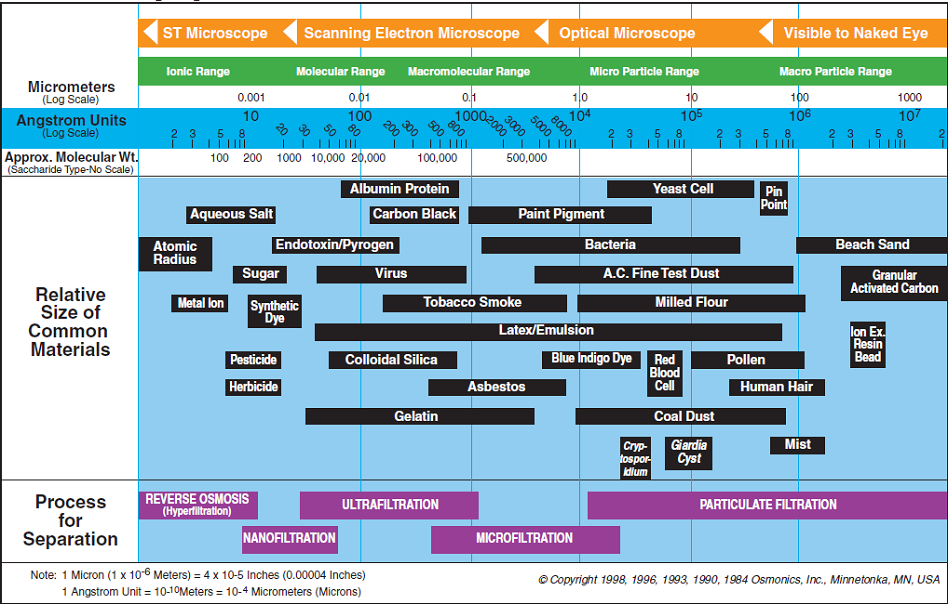 ST Microscope Scanning Electron Microscope Optical Microscope Visible to Naked Eye
Ionic Range Molecular Range Macromolecular Range Micro Particle Range Macro Particle Range
Micrometers
(Log Scale)
0.001 0.01 0.1 1.0 10 100 1000
Angstrom Units
(Log Scale)
10 100 1000 10⁴ 10⁵ 10⁶ 10⁷
2 3 5 8 20 30 50 80 200 300 500 800 2000 3000 5000 8000 2 3 5 8 2 3 5 8 2 3 5 8 2
Approx. Molecular Wt.
(Saccharide Type-No Scale)
100 200 1000 10,000 20,000 100,000 500,000
Relative
Size of
Common
Materials
Albumin Protein Yeast Cell Pin
Point
Aqueous Salt Carbon Black Paint Pigment
Atomic
Radius
Endotoxin/Pyrogen Bacteria Beach Sand
Sugar Virus A.C. Fine Test Dust Granular
Activated Carbon
Metal Ion Synthetic
Dye
Tobacco Smoke Milled Flour
Latex/Emulsion Ion Ex.
Resin
Bead
Pesticide Colloidal Silica Blue Indigo Dye Red
Blood
Cell
Pollen
Herbicide Asbestos Human Hair
Gelatin Coal Dust
Cryp-
tospor-
idium
Giardia
Cyst
Mist
Process
for
Separation
REVERSE OSMOSIS
(Hyperfiltration)
ULTRAFILTRATION PARTICULATE FILTRATION
NANOFILTRATION MICROFILTRATION
Note: 1 Micron (1 x 10⁻⁶ Meters) = 4 x 10-5 Inches (0.00004 Inches)
1 Angstrom Unit = 10⁻¹⁰Meters = 10⁻⁴ Micrometers (Microns)
© Copyright 1998, 1996, 1993, 1990, 1984 Osmonics, Inc., Minnetonka, MN, USA